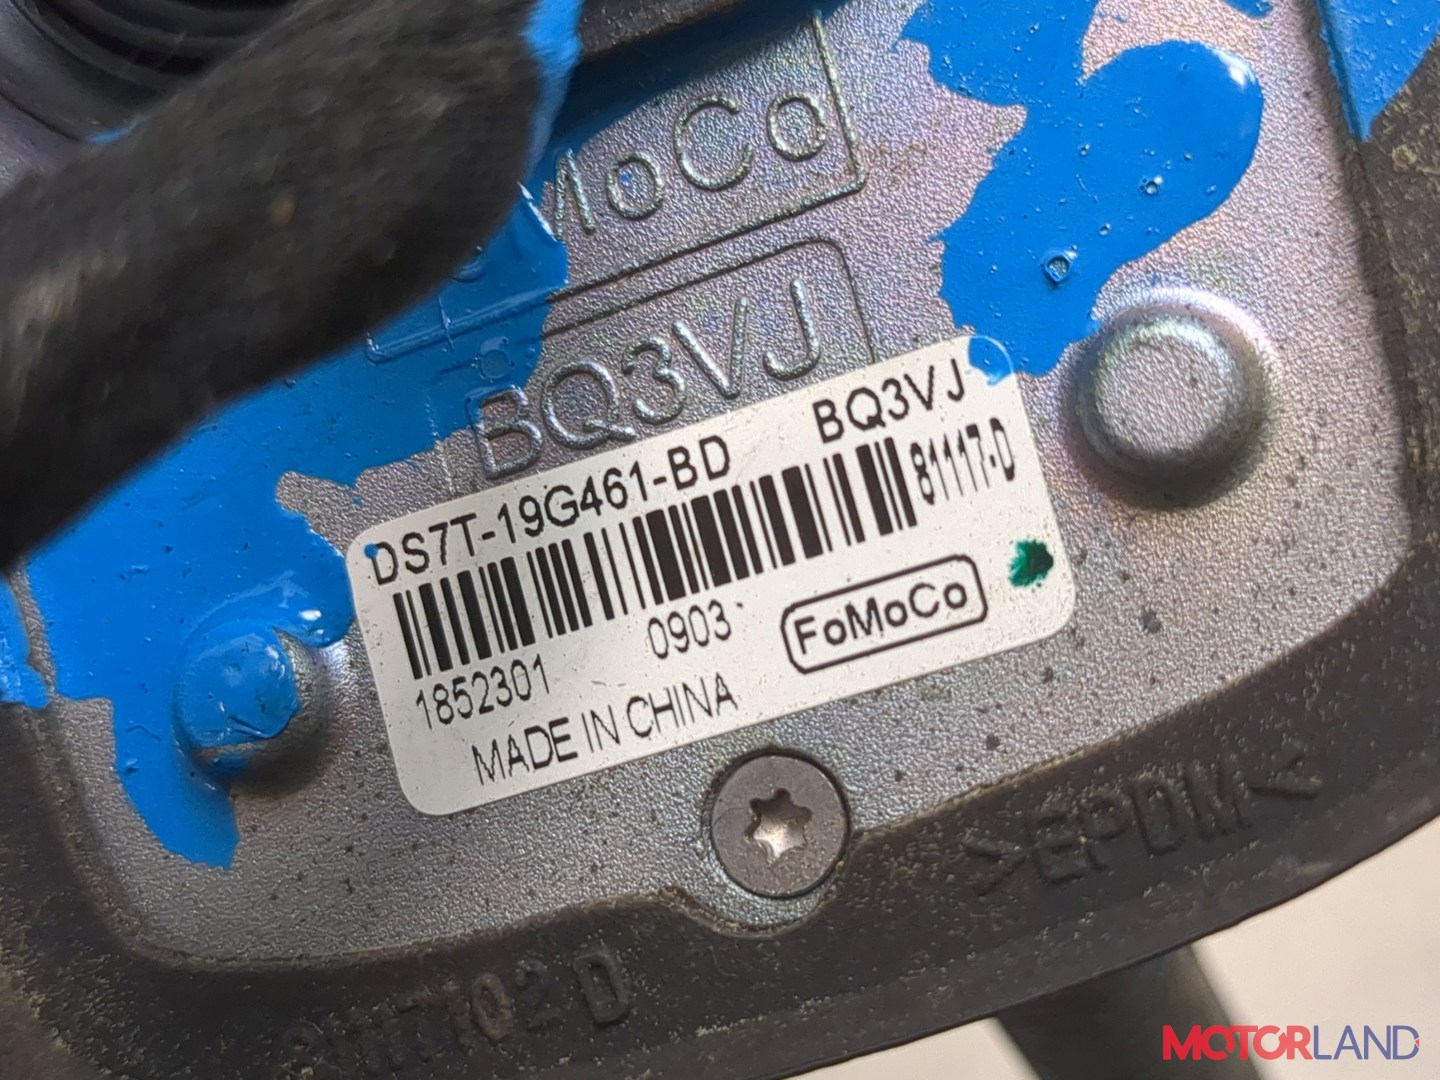 MoCo
BQ3VJ
DS7T-19G461-BD BQ3VJ
81117-D
1852301 0903 FoMoCo
MADE IN CHINA
>EPDM<
MOTORLAND